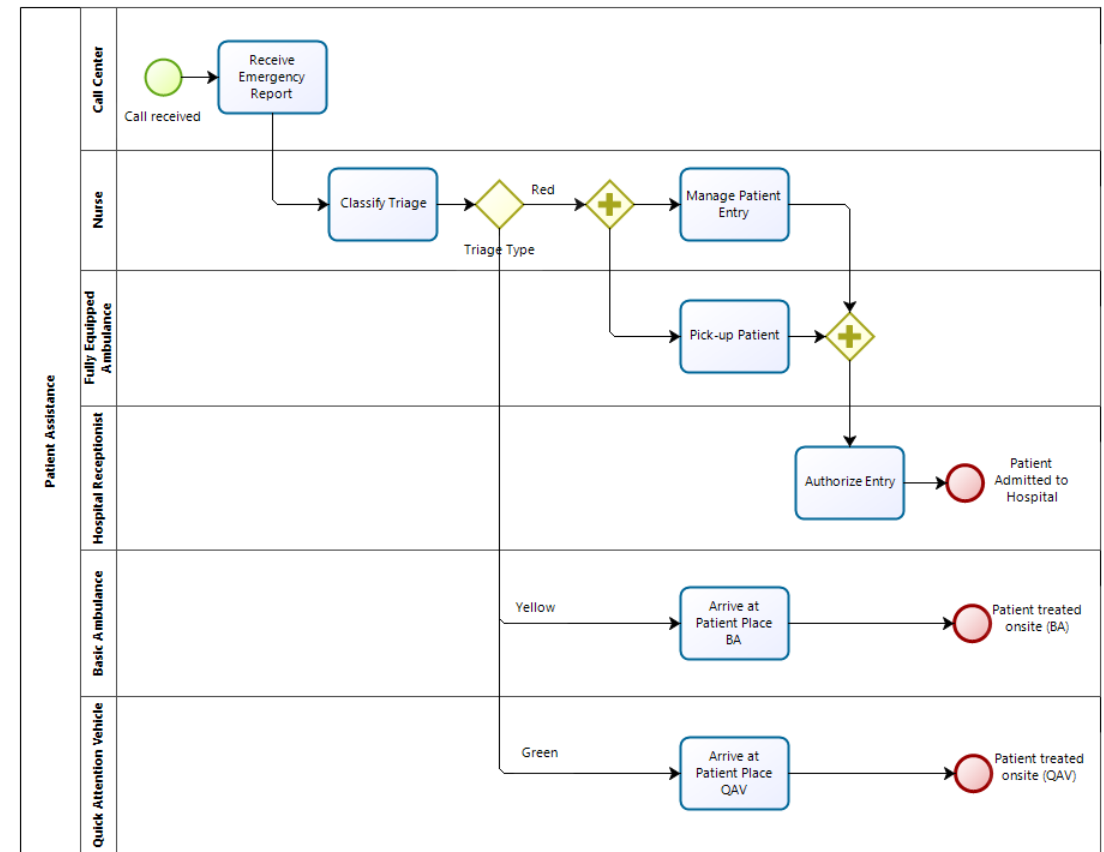 Patient Assistance
Call Center
Call received
Receive
Emergency
Report
Nurse
Classify Triage
Triage Type
Red
Manage Patient
Entry
Fully Equipped
Ambulance
Pick-up Patient
Hospital Receptionist
Authorize Entry
Patient
Admitted to
Hospital
Basic Ambulance
Yellow
Arrive at
Patient Place
BA
Patient treated
onsite (BA)
Quick Attention Vehicle
Green
Arrive at
Patient Place
QAV
Patient treated
onsite (QAV)